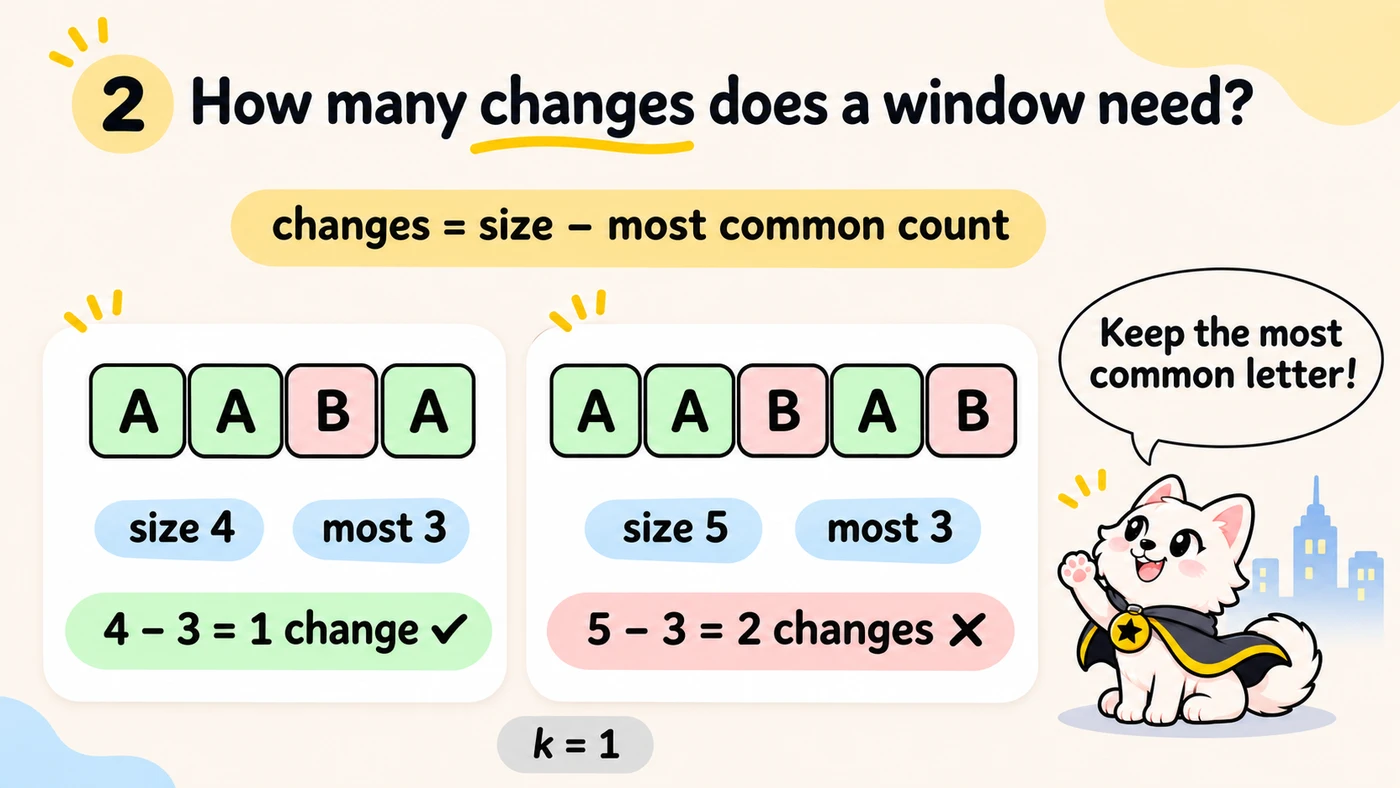 2 How many changes does a window need?
changes = size – most common count
A A B A
size 4 most 3
4 – 3 = 1 change ✔
A A B A B
size 5 most 3
5 – 3 = 2 changes ✕
k = 1
Keep the most
common letter!